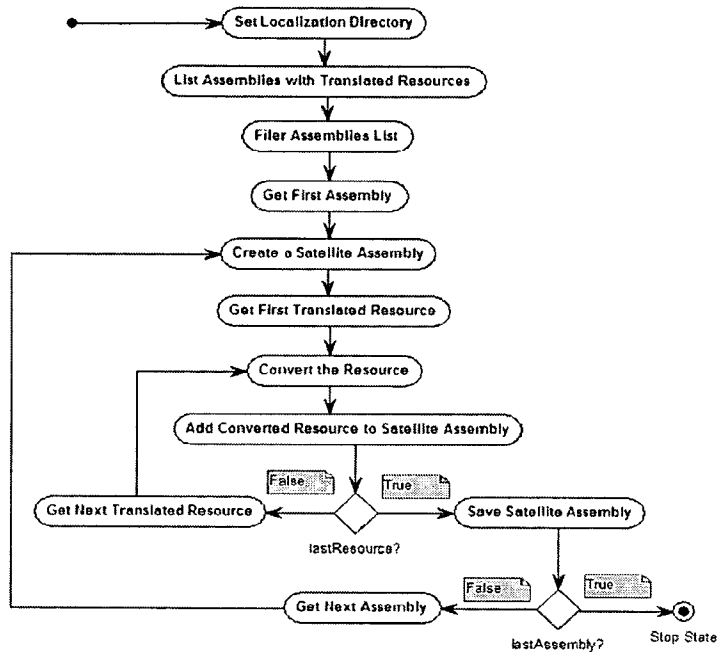 Set Localization Directory
List Assemblies with Translated Resources
Filer Assemblies List
Get First Assembly
Create a Satellite Assembly
Get First Translated Resource
Convert the Resource
Add Converted Resource to Satellite Assembly
False
True
Get Next Translated Resource
Save Satellite Assembly
lastResource?
False
True
Get Next Assembly
lastAssembly?
Stop State